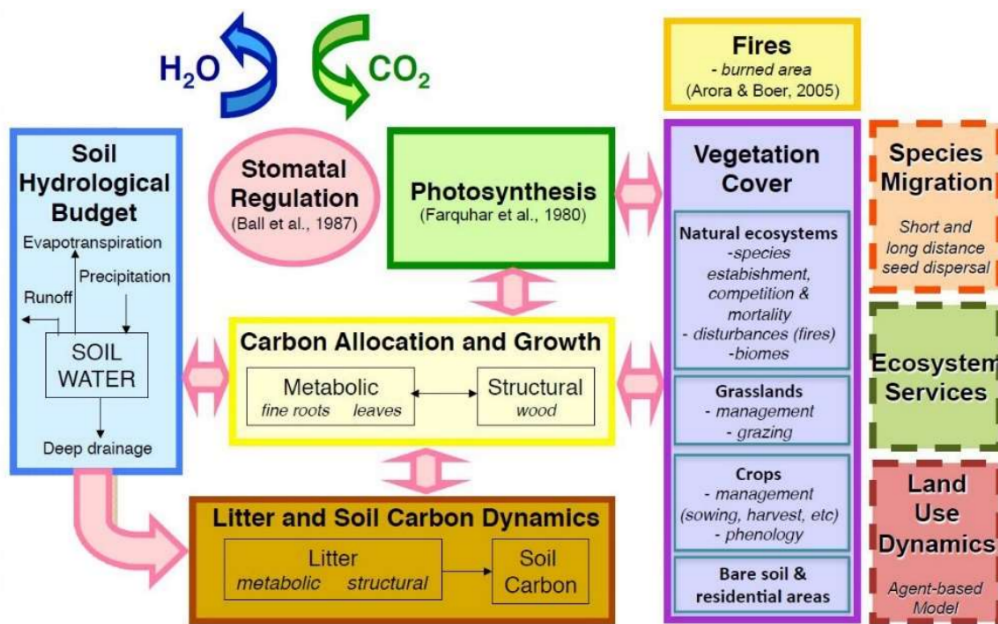 H2O
CO2
Fires
- burned area
(Arora & Boer, 2005)
Soil
Hydrological
Budget
Evapotranspiration
Precipitation
Runoff
SOIL
WATER
Deep drainage
Stomatal
Regulation
(Ball et al., 1987)
Photosynthesis
(Farquhar et al., 1980)
Carbon Allocation and Growth
Metabolic
fine roots leaves
Structural
wood
Litter and Soil Carbon Dynamics
Litter
metabolic structural
Soil
Carbon
Vegetation
Cover
Natural ecosystems
-species
estabishment,
competition &
mortality
- disturbances (fires)
-biomes
Grasslands
- management
- grazing
Crops
- management
(sowing, harvest, etc)
- phenology
Bare soil &
residential areas
Species
Migration
Short and
long distance
seed dispersal
Ecosystem
Services
Land
Use
Dynamics
Agent-based
Model